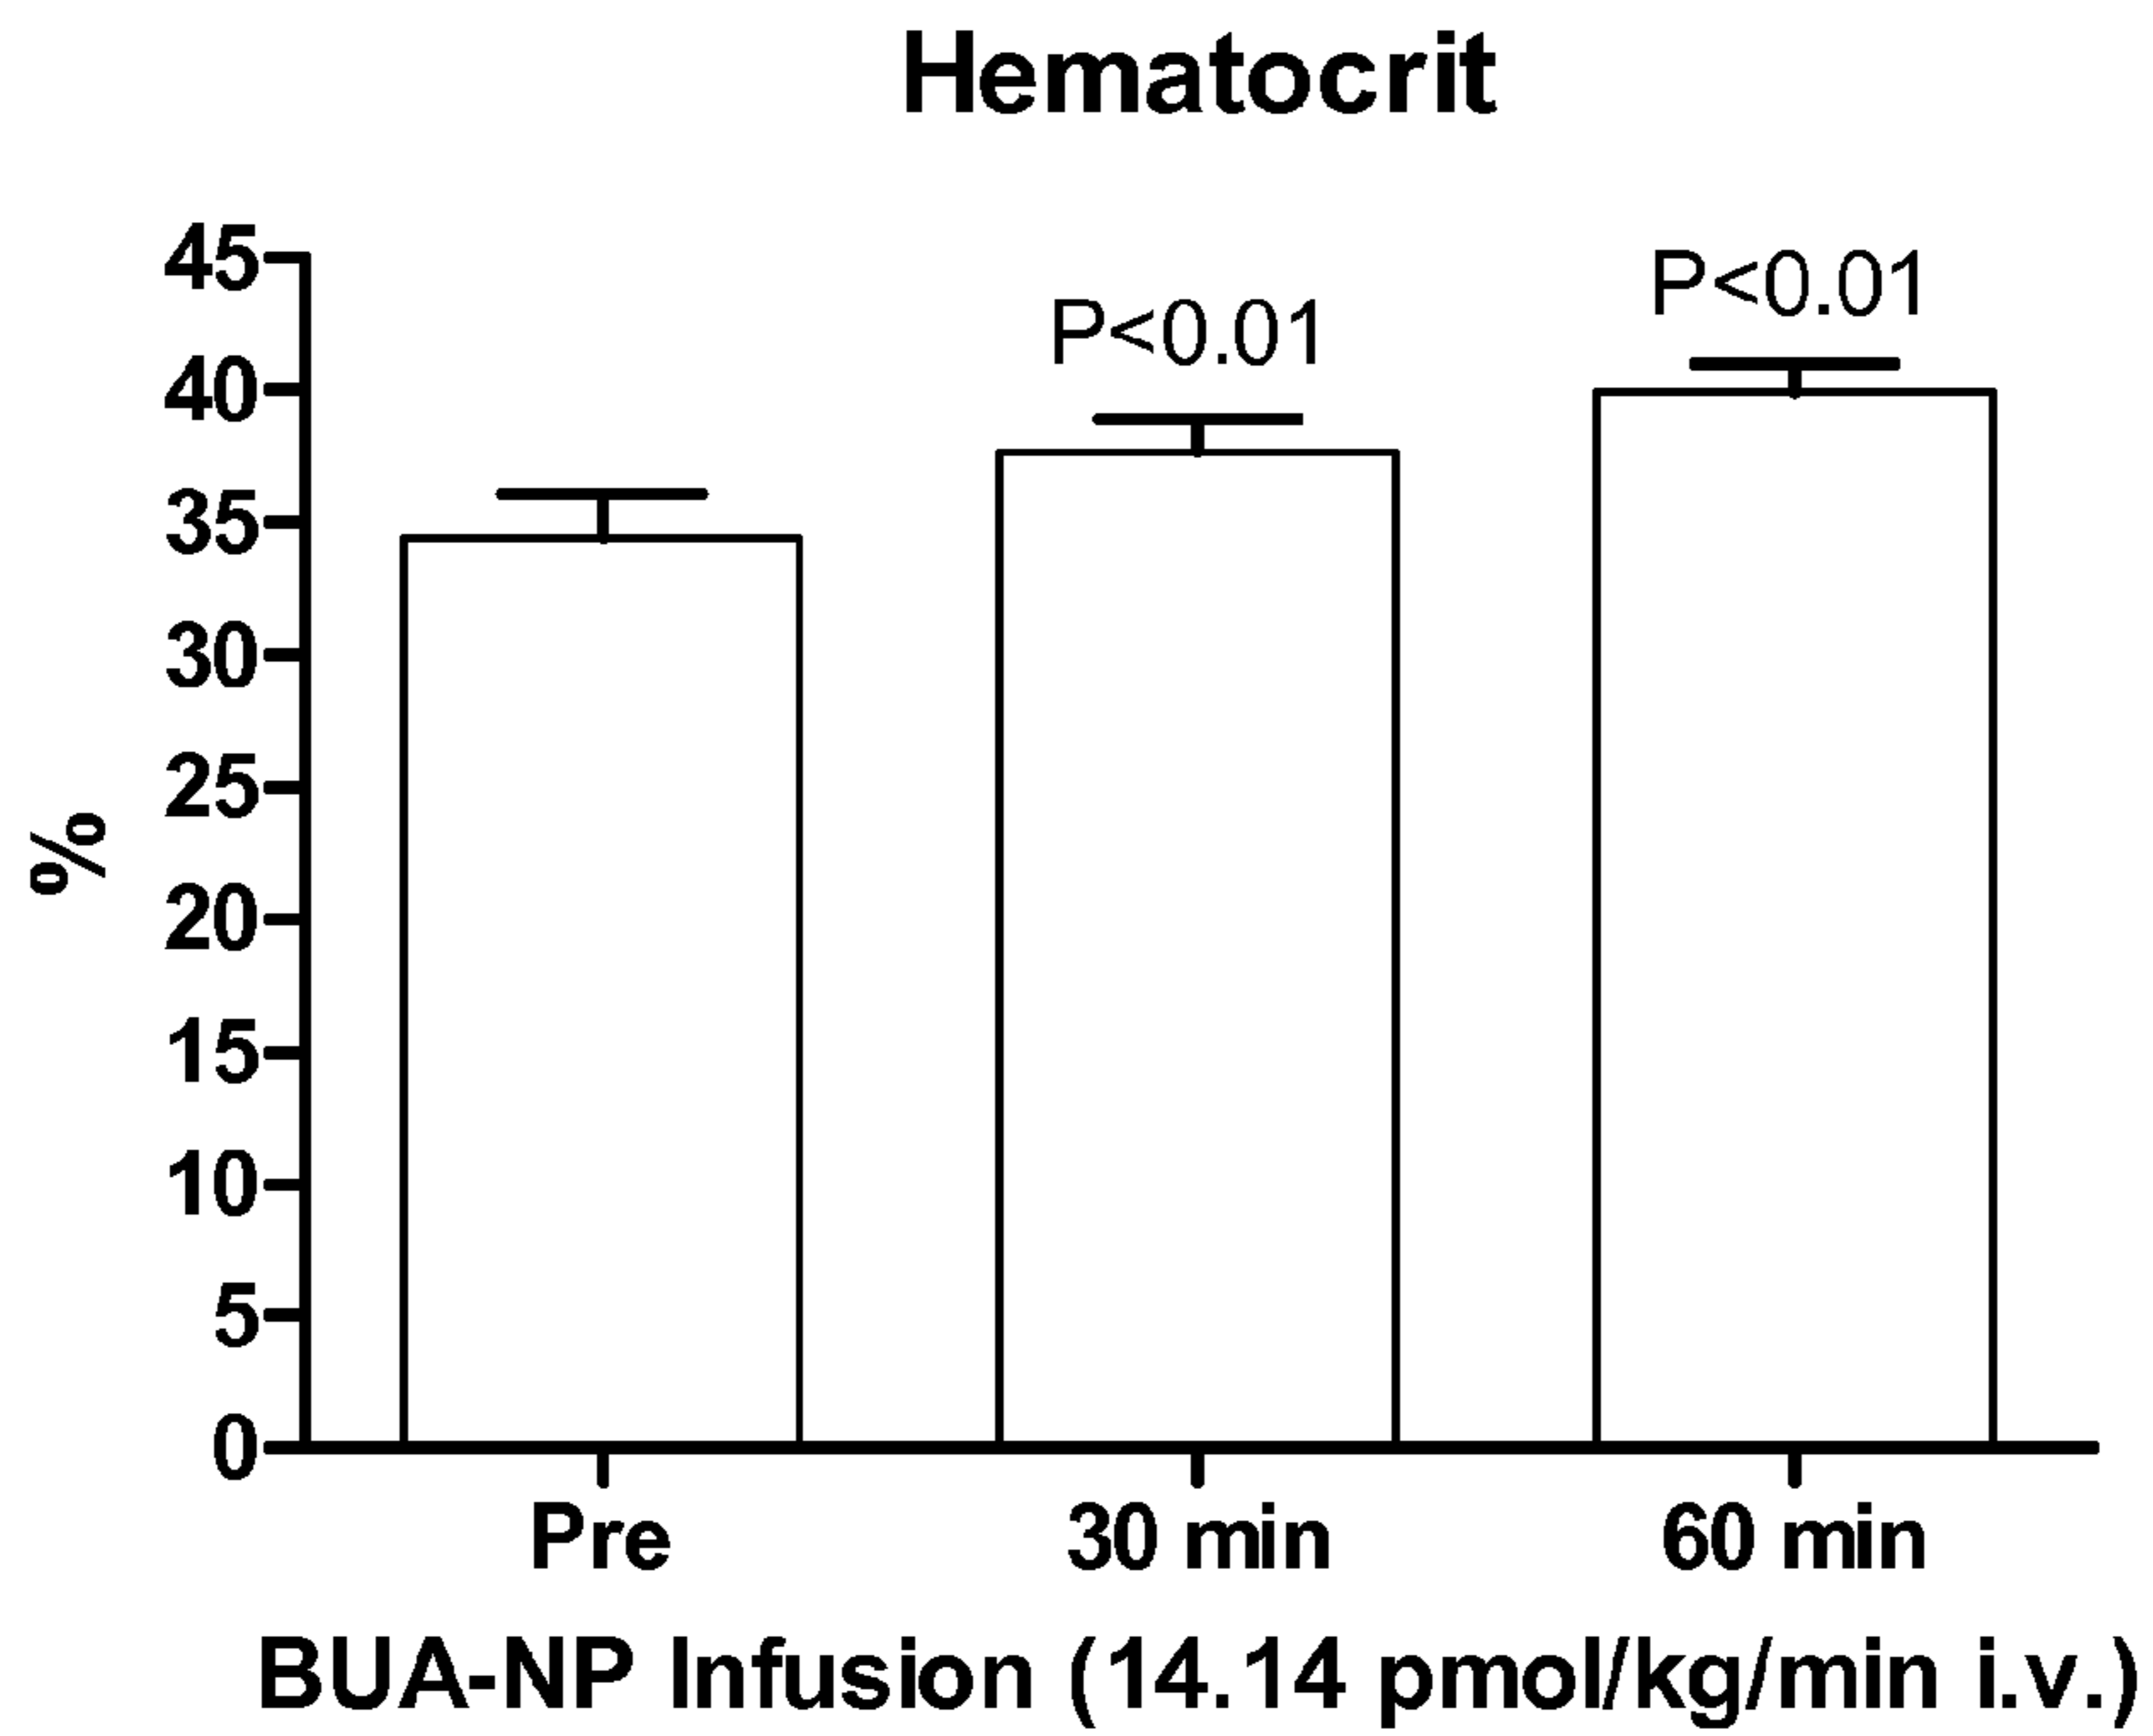 Hematocrit
45
40
35
30
25
20
15
10
5
0
%
P<0.01
P<0.01
Pre
30 min
60 min
BUA-NP Infusion (14.14 pmol/kg/min i.v.)